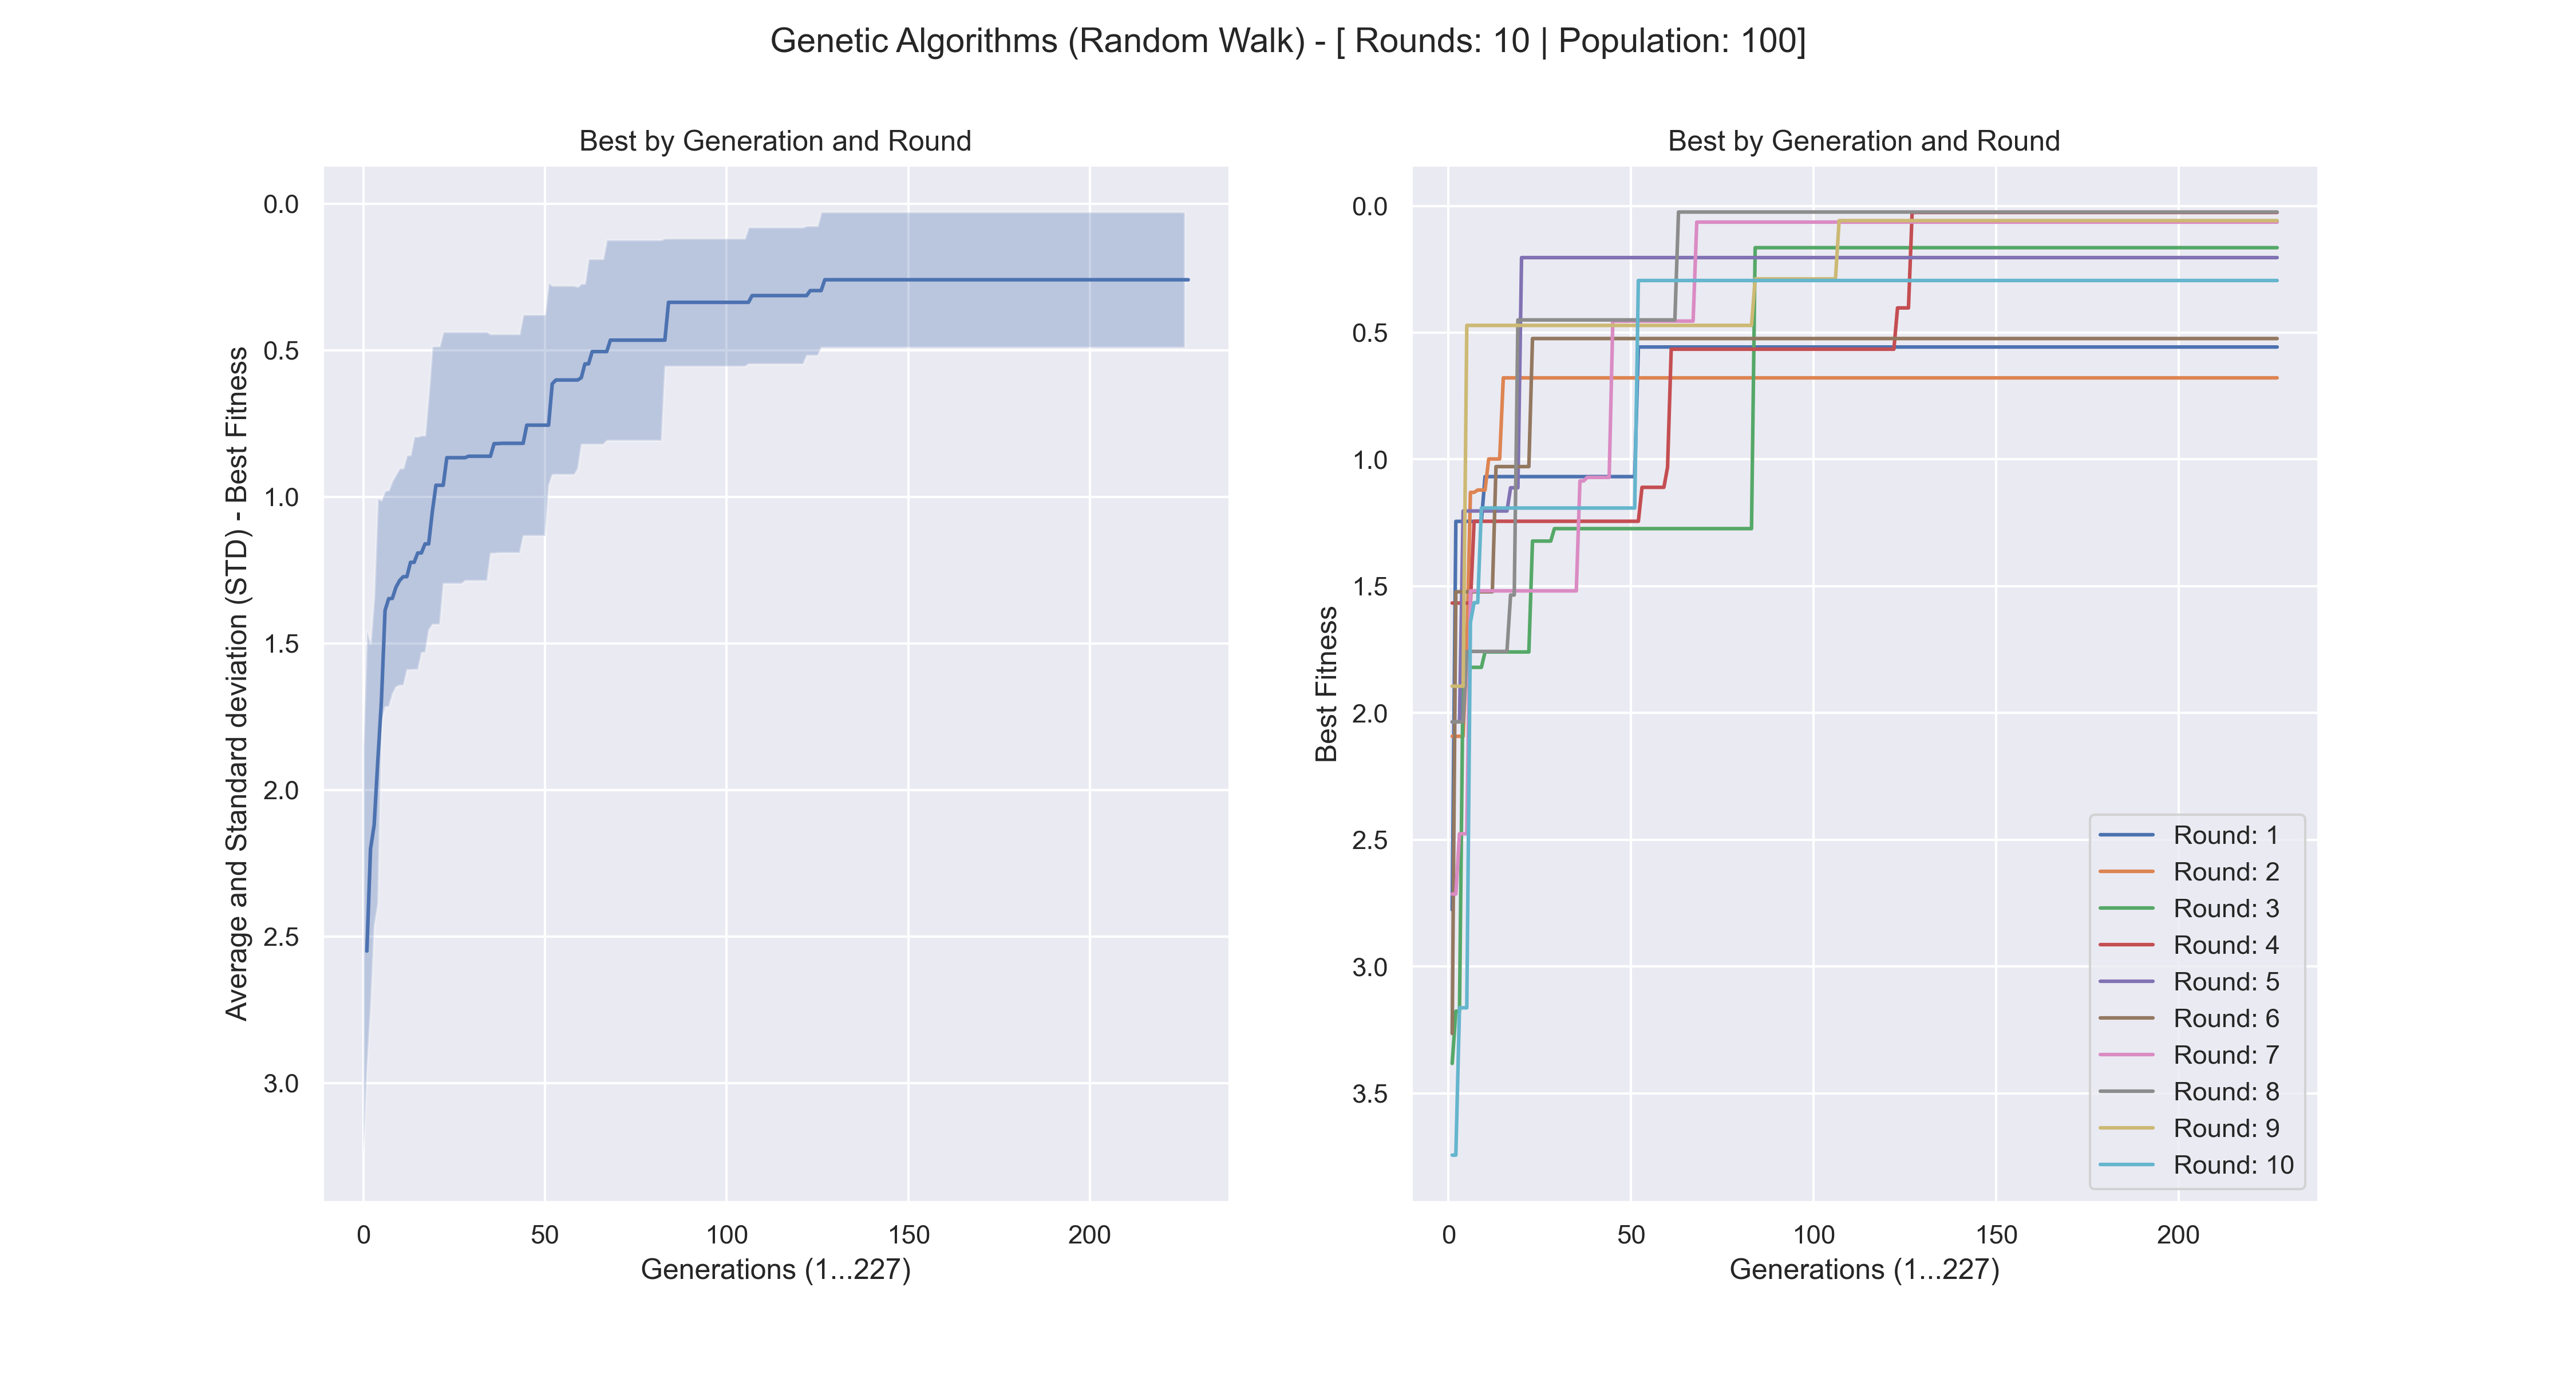 Genetic Algorithms (Random Walk) - [ Rounds: 10 | Population: 100]
Best by Generation and Round
Average and Standard deviation (STD) - Best Fitness
0.0
0.5
1.0
1.5
2.0
2.5
3.0
0 50 100 150 200
Generations (1...227)
Best by Generation and Round
Best Fitness
0.0
0.5
1.0
1.5
2.0
2.5
3.0
3.5
Round: 1
Round: 2
Round: 3
Round: 4
Round: 5
Round: 6
Round: 7
Round: 8
Round: 9
Round: 10
0 50 100 150 200
Generations (1...227)